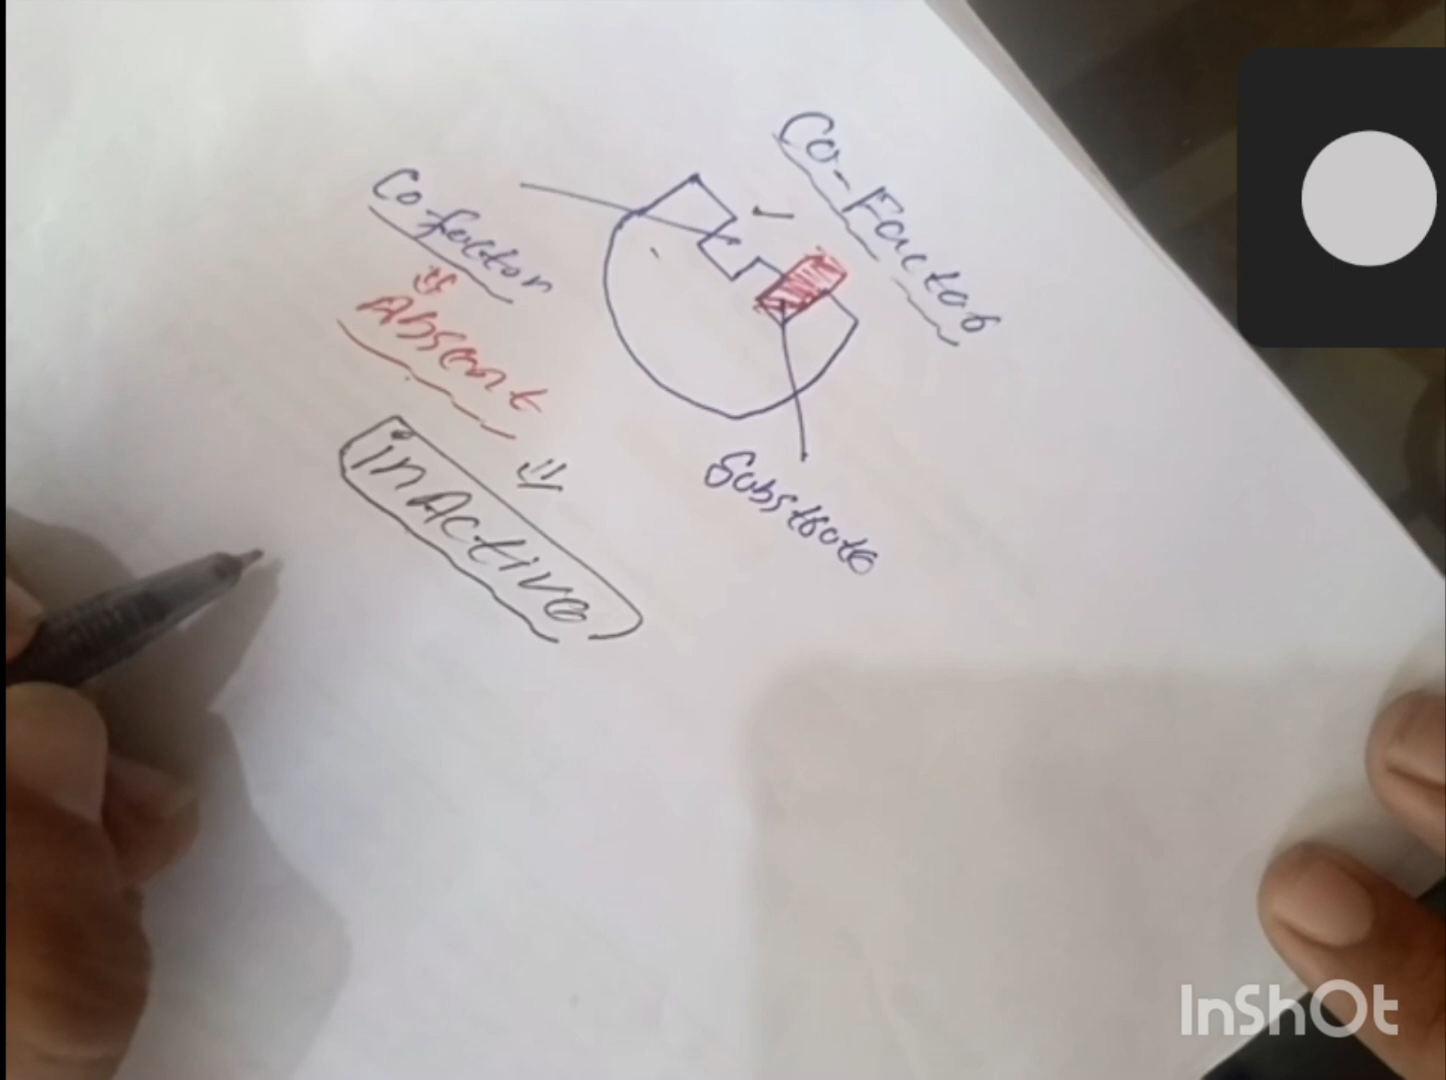 Co-Factor
Cofactor
Absent
inActive
Substrate
InShOt